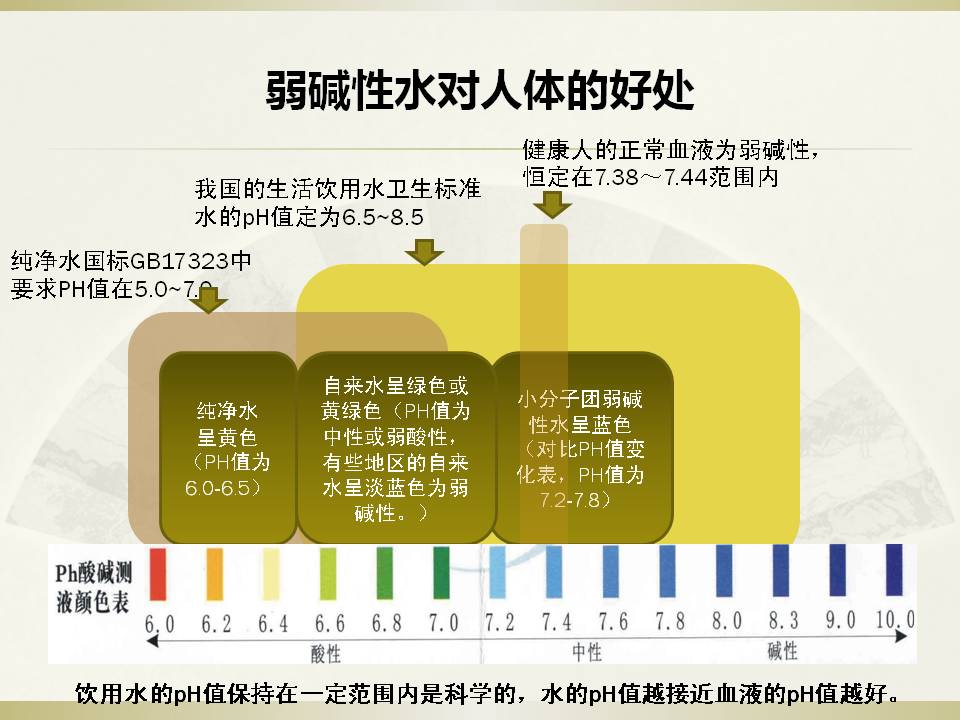 弱碱性水对人体的好处
健康人的正常血液为弱碱性，
恒定在7.38～7.44范围内
我国的生活饮用水卫生标准
水的pH值定为6.5~8.5
纯净水国标GB17323中
要求PH值在5.0~7.0
纯净水
呈黄色
（PH值为
6.0-6.5）
自来水呈绿色或
黄绿色（PH值为
中性或弱酸性，
有些地区的自来
水呈淡蓝色为弱
碱性。）
小分子团弱碱
性水呈蓝色
（对比PH值变
化表，PH值为
7.2-7.8）
Ph酸碱测
液颜色表
6.0 6.2 6.4 6.6 6.8 7.0 7.2 7.4 7.6 7.8 8.0 8.3 9.0 10.0
酸性 中性 碱性
饮用水的pH值保持在一定范围内是科学的，水的pH值越接近血液的pH值越好。